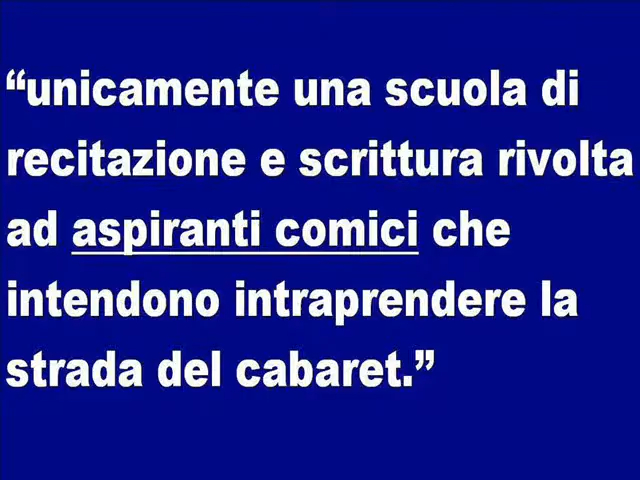 “unicamente una scuola di
recitazione e scrittura rivolta
ad aspiranti comici che
intendono intraprendere la
strada del cabaret.”